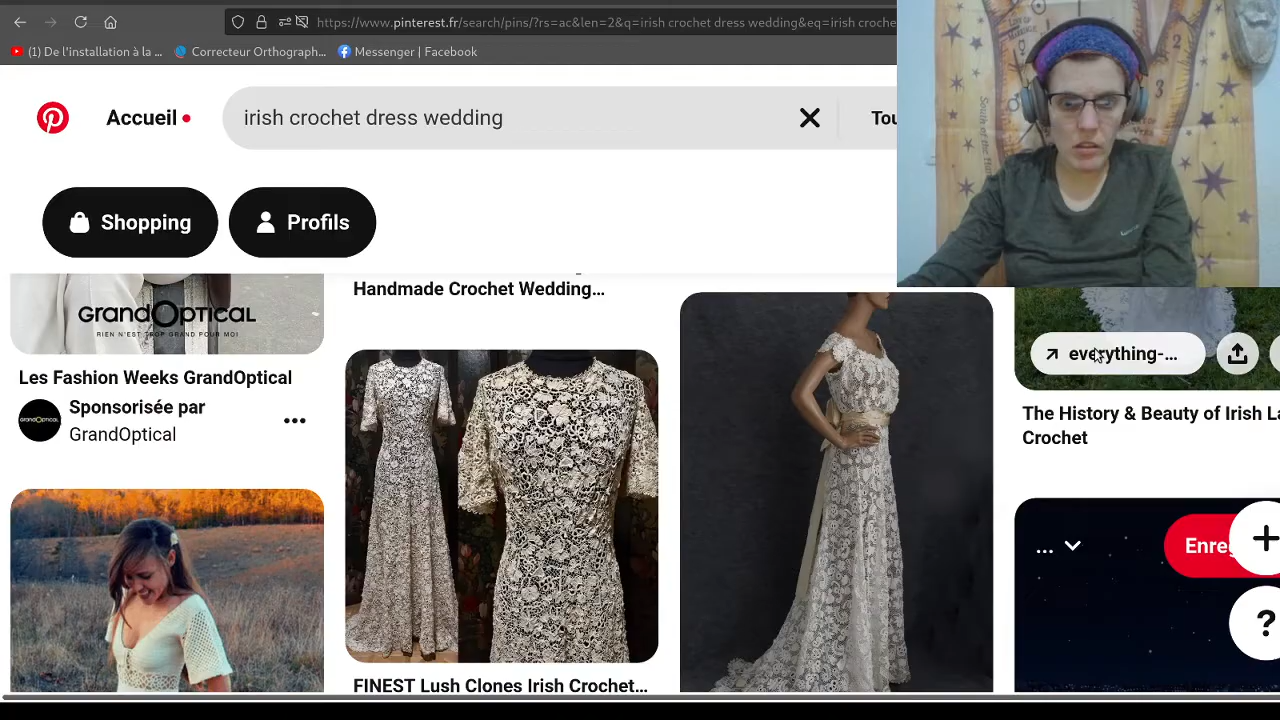 https://www.pinterest.fr/search/pins/?rs=ac&len=2&q=irish crochet dress wedding&eq=irish croche
(1) De l'installation à la ...
Correcteur Orthograph...
Messenger | Facebook
Accueil
irish crochet dress wedding
Tou
Shopping
Profils
GRANDOPTICAL
RIEN N'EST TROP GRAND POUR MOI
Les Fashion Weeks GrandOptical
Sponsorisée par
GrandOptical
Handmade Crochet Wedding...
FINEST Lush Clones Irish Crochet...
everything-...
The History & Beauty of Irish La
Crochet
...
Enre
?